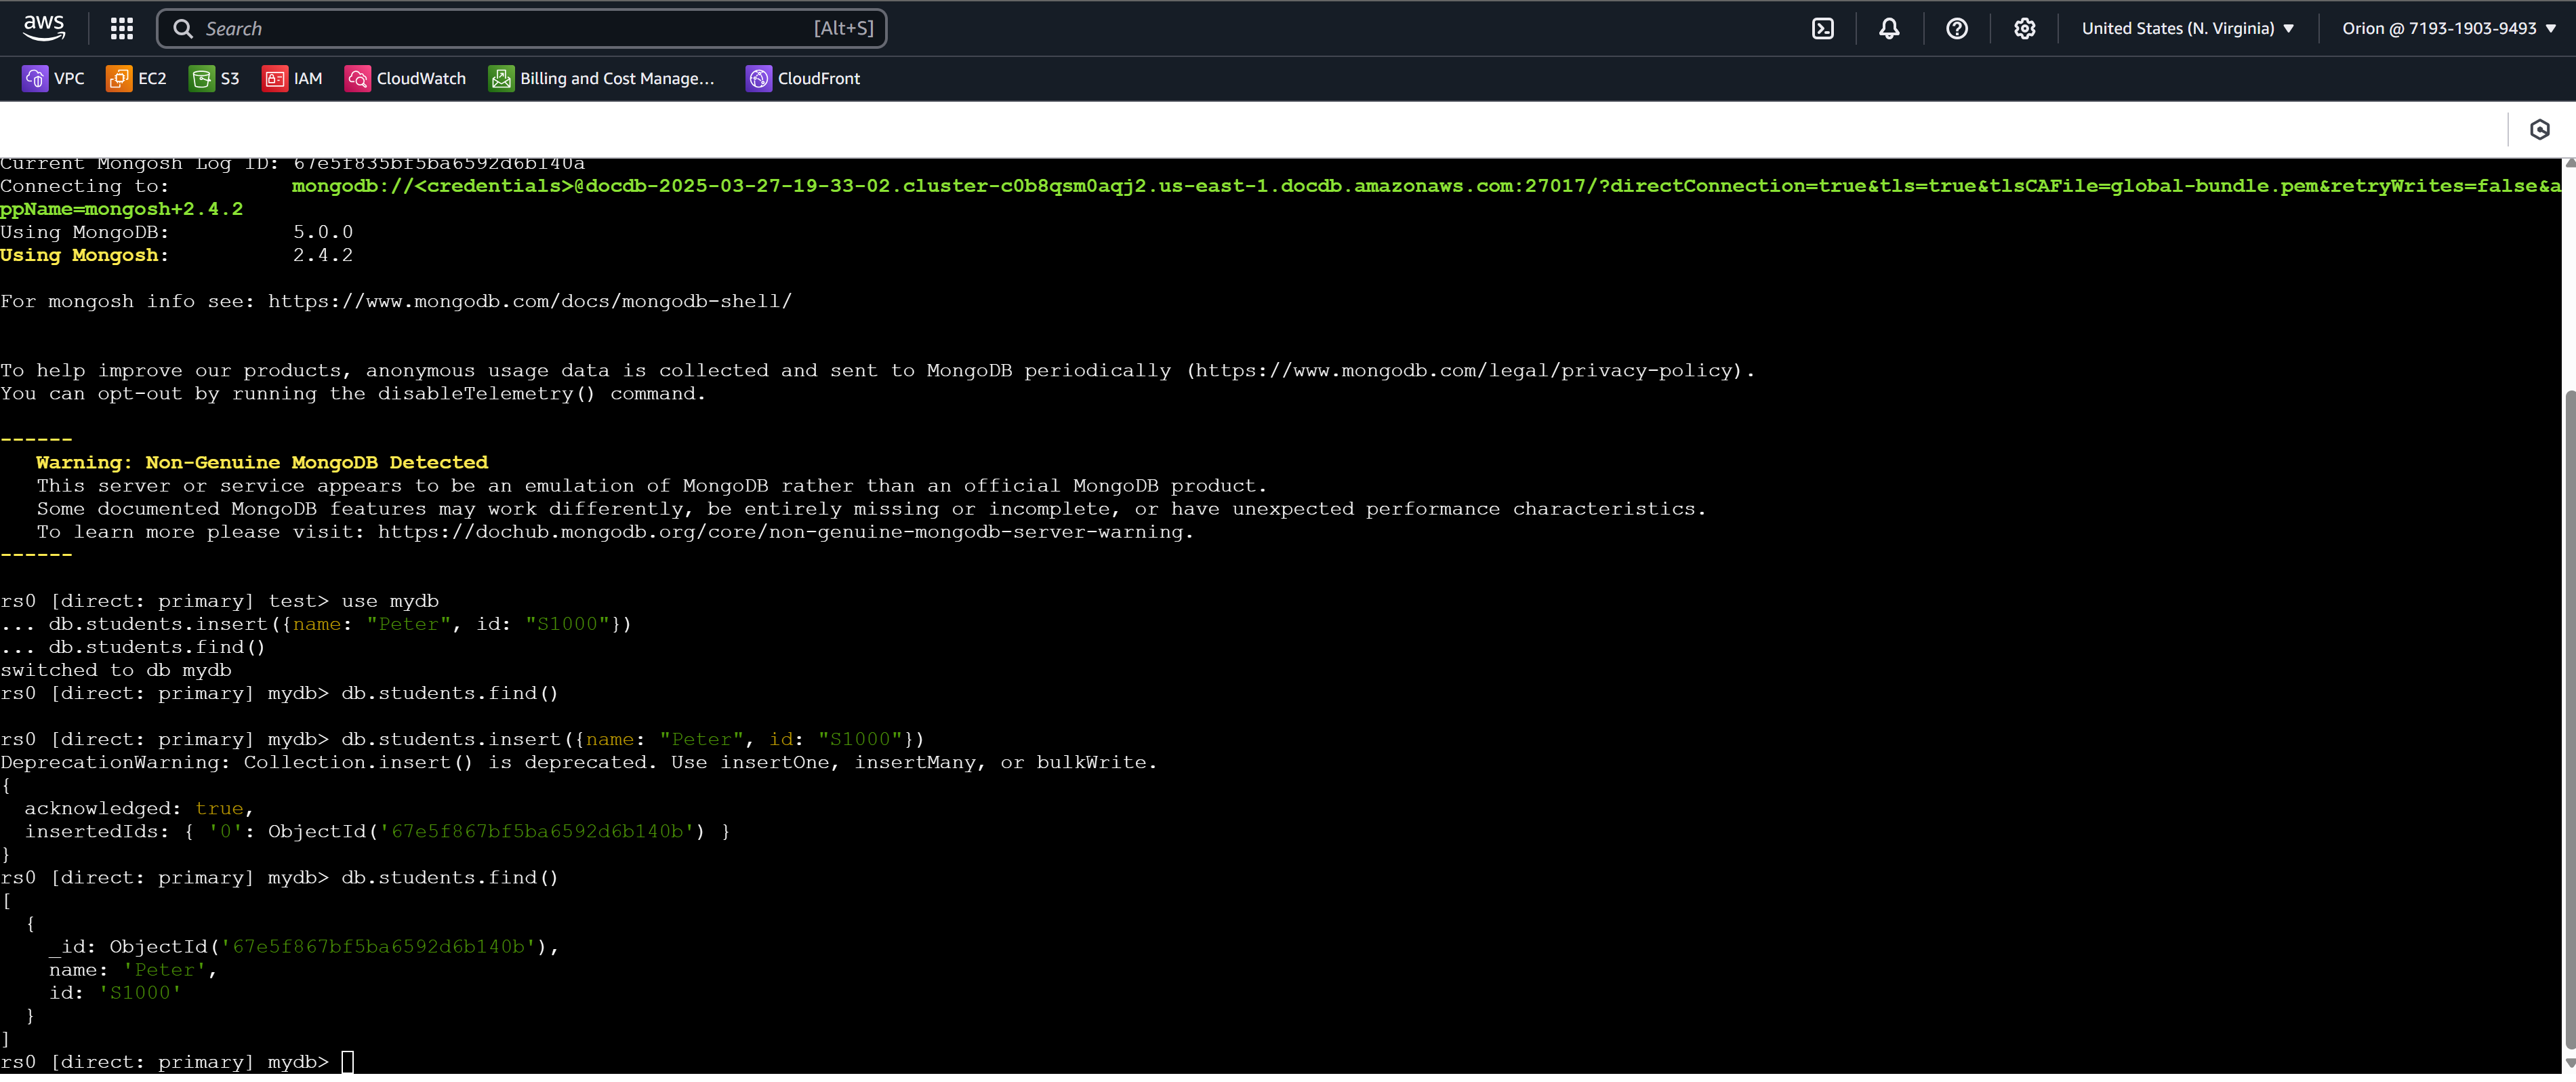 aws
Search [Alt+S]
United States (N. Virginia)
Orion @ 7193-1903-9493
VPC EC2 S3 IAM CloudWatch Billing and Cost Manage... CloudFront
Current Mongosh Log ID: 67e5f835bf5ba6592d6b140a
Connecting to: mongodb://<credentials>@docdb-2025-03-27-19-33-02.cluster-c0b8qsm0aqj2.us-east-1.docdb.amazonaws.com:27017/?directConnection=true&tls=true&tlsCAFile=global-bundle.pem&retryWrites=false&a
ppName=mongosh+2.4.2
Using MongoDB: 5.0.0
Using Mongosh: 2.4.2
For mongosh info see: https://www.mongodb.com/docs/mongodb-shell/
To help improve our products, anonymous usage data is collected and sent to MongoDB periodically (https://www.mongodb.com/legal/privacy-policy).
You can opt-out by running the disableTelemetry() command.
------
Warning: Non-Genuine MongoDB Detected
This server or service appears to be an emulation of MongoDB rather than an official MongoDB product.
Some documented MongoDB features may work differently, be entirely missing or incomplete, or have unexpected performance characteristics.
To learn more please visit: https://dochub.mongodb.org/core/non-genuine-mongodb-server-warning.
------
rs0 [direct: primary] test> use mydb
... db.students.insert({name: "Peter", id: "S1000"})
... db.students.find()
switched to db mydb
rs0 [direct: primary] mydb> db.students.find()
rs0 [direct: primary] mydb> db.students.insert({name: "Peter", id: "S1000"})
DeprecationWarning: Collection.insert() is deprecated. Use insertOne, insertMany, or bulkWrite.
{
acknowledged: true,
insertedIds: { '0': ObjectId('67e5f867bf5ba6592d6b140b') }
}
rs0 [direct: primary] mydb> db.students.find()
[
{
_id: ObjectId('67e5f867bf5ba6592d6b140b'),
name: 'Peter',
id: 'S1000'
}
]
rs0 [direct: primary] mydb>